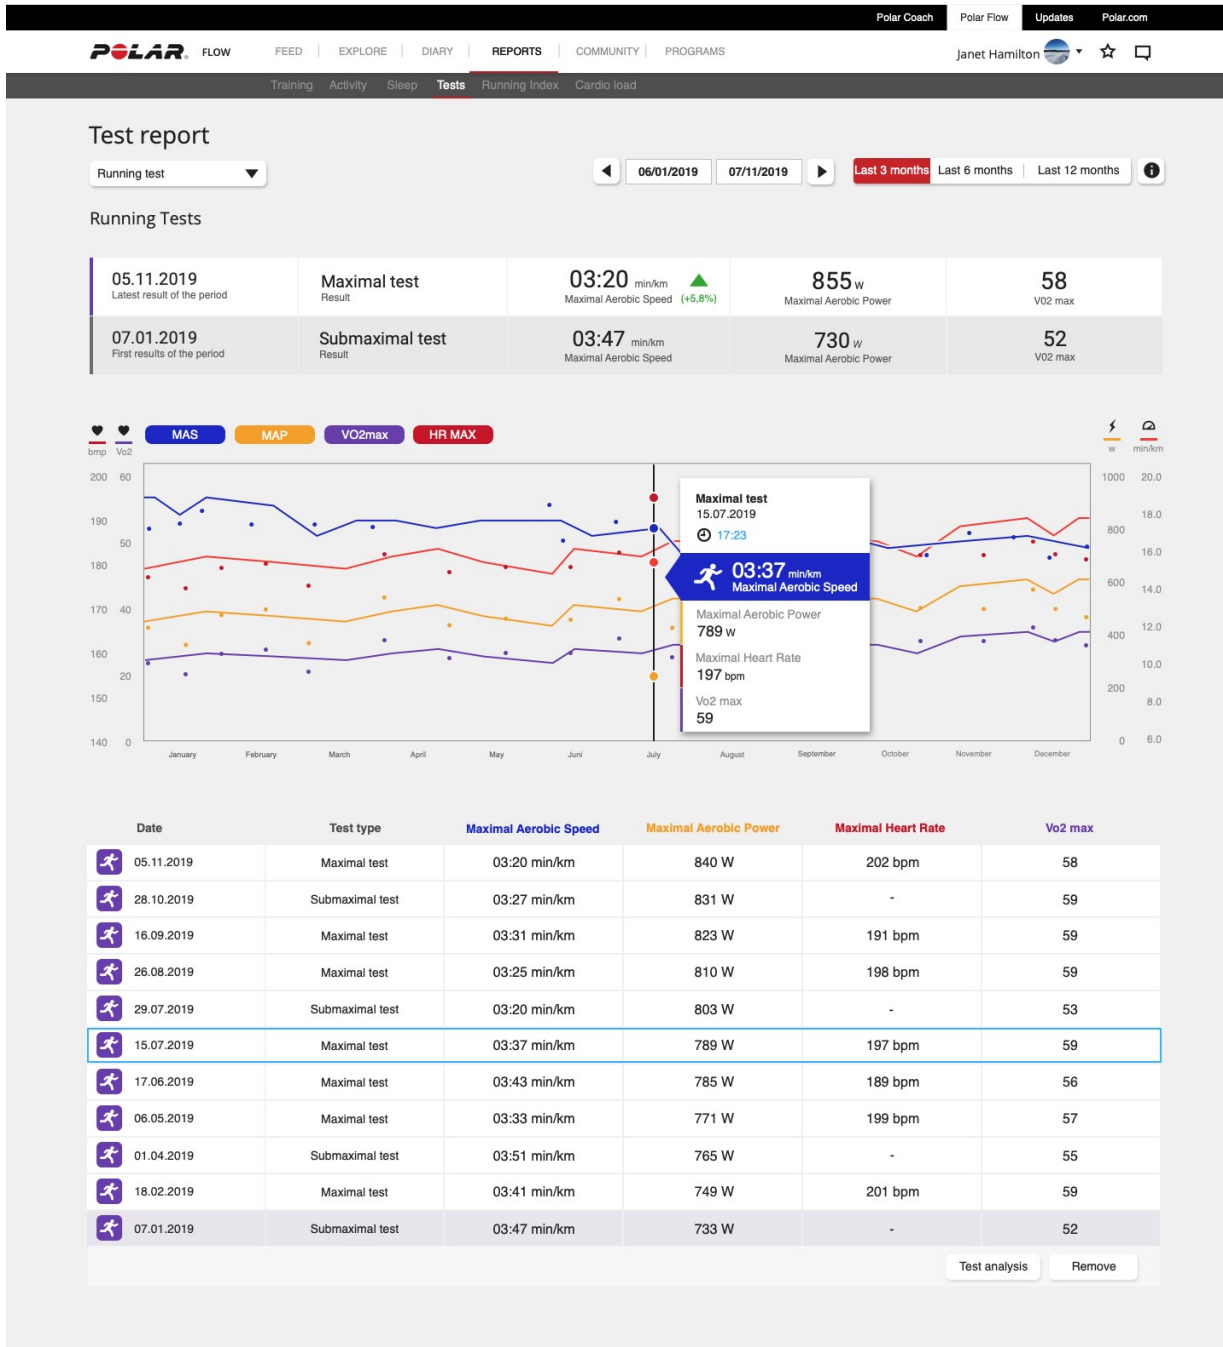 Polar Coach Polar Flow Updates Polar.com
POLAR. FLOW FEED EXPLORE DIARY REPORTS COMMUNITY PROGRAMS Janet Hamilton
Training Activity Sleep Tests Running Index Cardio load
Test report
Running test 06/01/2019 07/11/2019 Last 3 months Last 6 months Last 12 months
Running Tests
05.11.2019 Maximal test 03:20 min/km 855 w 58
Latest result of the period Result Maximal Aerobic Speed (+5,8%) Maximal Aerobic Power V02 max
07.01.2019 Submaximal test 03:47 min/km 730 w 52
First results of the period Result Maximal Aerobic Speed Maximal Aerobic Power V02 max
MAS MAP VO2max HR MAX
bmp Vo2 w min/km
200 60 1000 20.0
Maximal test
15.07.2019 18.0
190 800
17:23
50 16.0
180 03:37 min/km
Maximal Aerobic Speed 600 14.0
170 40 Maximal Aerobic Power 12.0
789 w 400
160 Maximal Heart Rate 10.0
20 197 bpm 200
150 Vo2 max 8.0
59
140 0 0 6.0
January February March April May Juni July August September October November December
Date Test type Maximal Aerobic Speed Maximal Aerobic Power Maximal Heart Rate Vo2 max
05.11.2019 Maximal test 03:20 min/km 840 W 202 bpm 58
28.10.2019 Submaximal test 03:27 min/km 831 W - 59
16.09.2019 Maximal test 03:31 min/km 823 W 191 bpm 59
26.08.2019 Maximal test 03:25 min/km 810 W 198 bpm 59
29.07.2019 Submaximal test 03:20 min/km 803 W - 53
15.07.2019 Maximal test 03:37 min/km 789 W 197 bpm 59
17.06.2019 Maximal test 03:43 min/km 785 W 189 bpm 56
06.05.2019 Maximal test 03:33 min/km 771 W 199 bpm 57
01.04.2019 Submaximal test 03:51 min/km 765 W - 55
18.02.2019 Maximal test 03:41 min/km 749 W 201 bpm 59
07.01.2019 Submaximal test 03:47 min/km 733 W - 52
Test analysis Remove